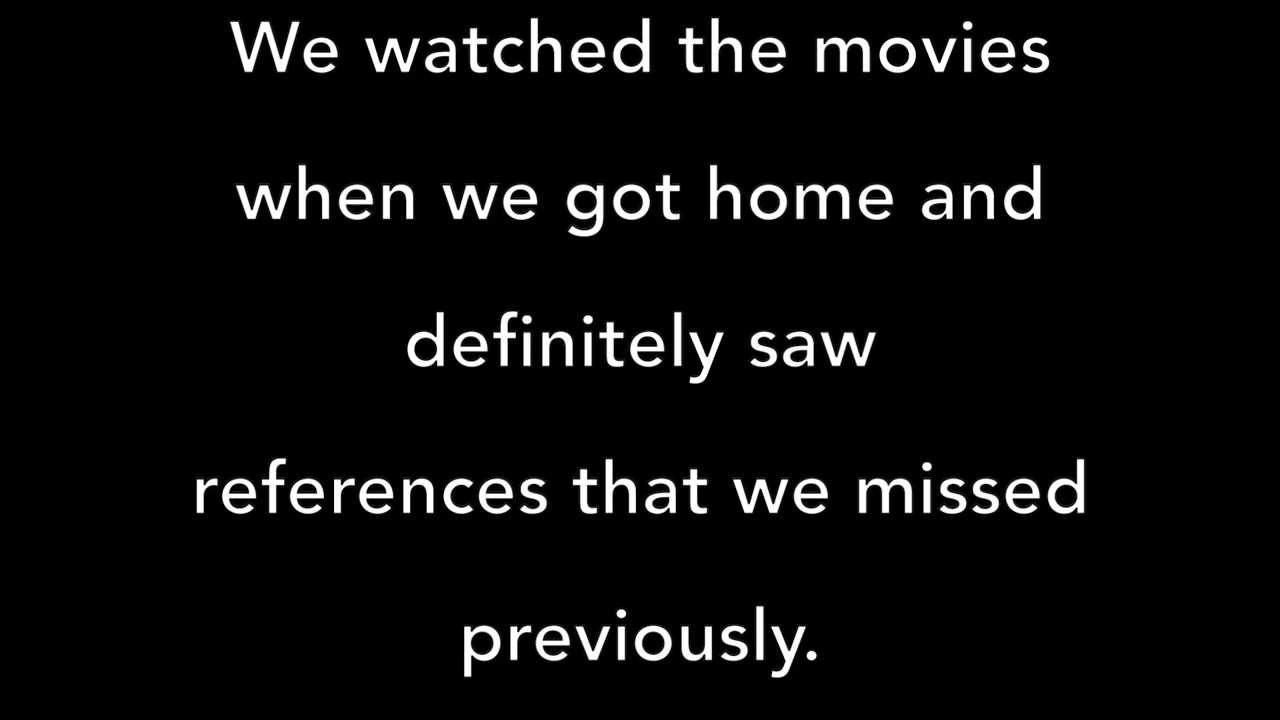 We watched the movies
when we got home and
definitely saw
references that we missed
previously.